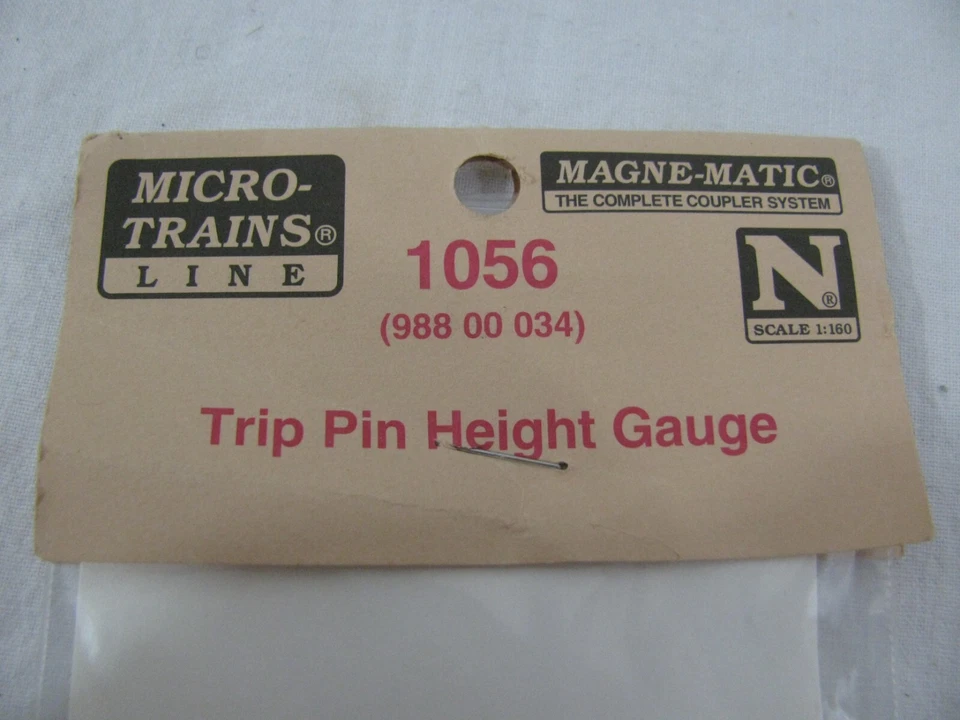 MICRO-
TRAINS®
LINE
MAGNE-MATIC®
THE COMPLETE COUPLER SYSTEM
1056
(988 00 034)
N®
SCALE 1:160
Trip Pin Height Gauge